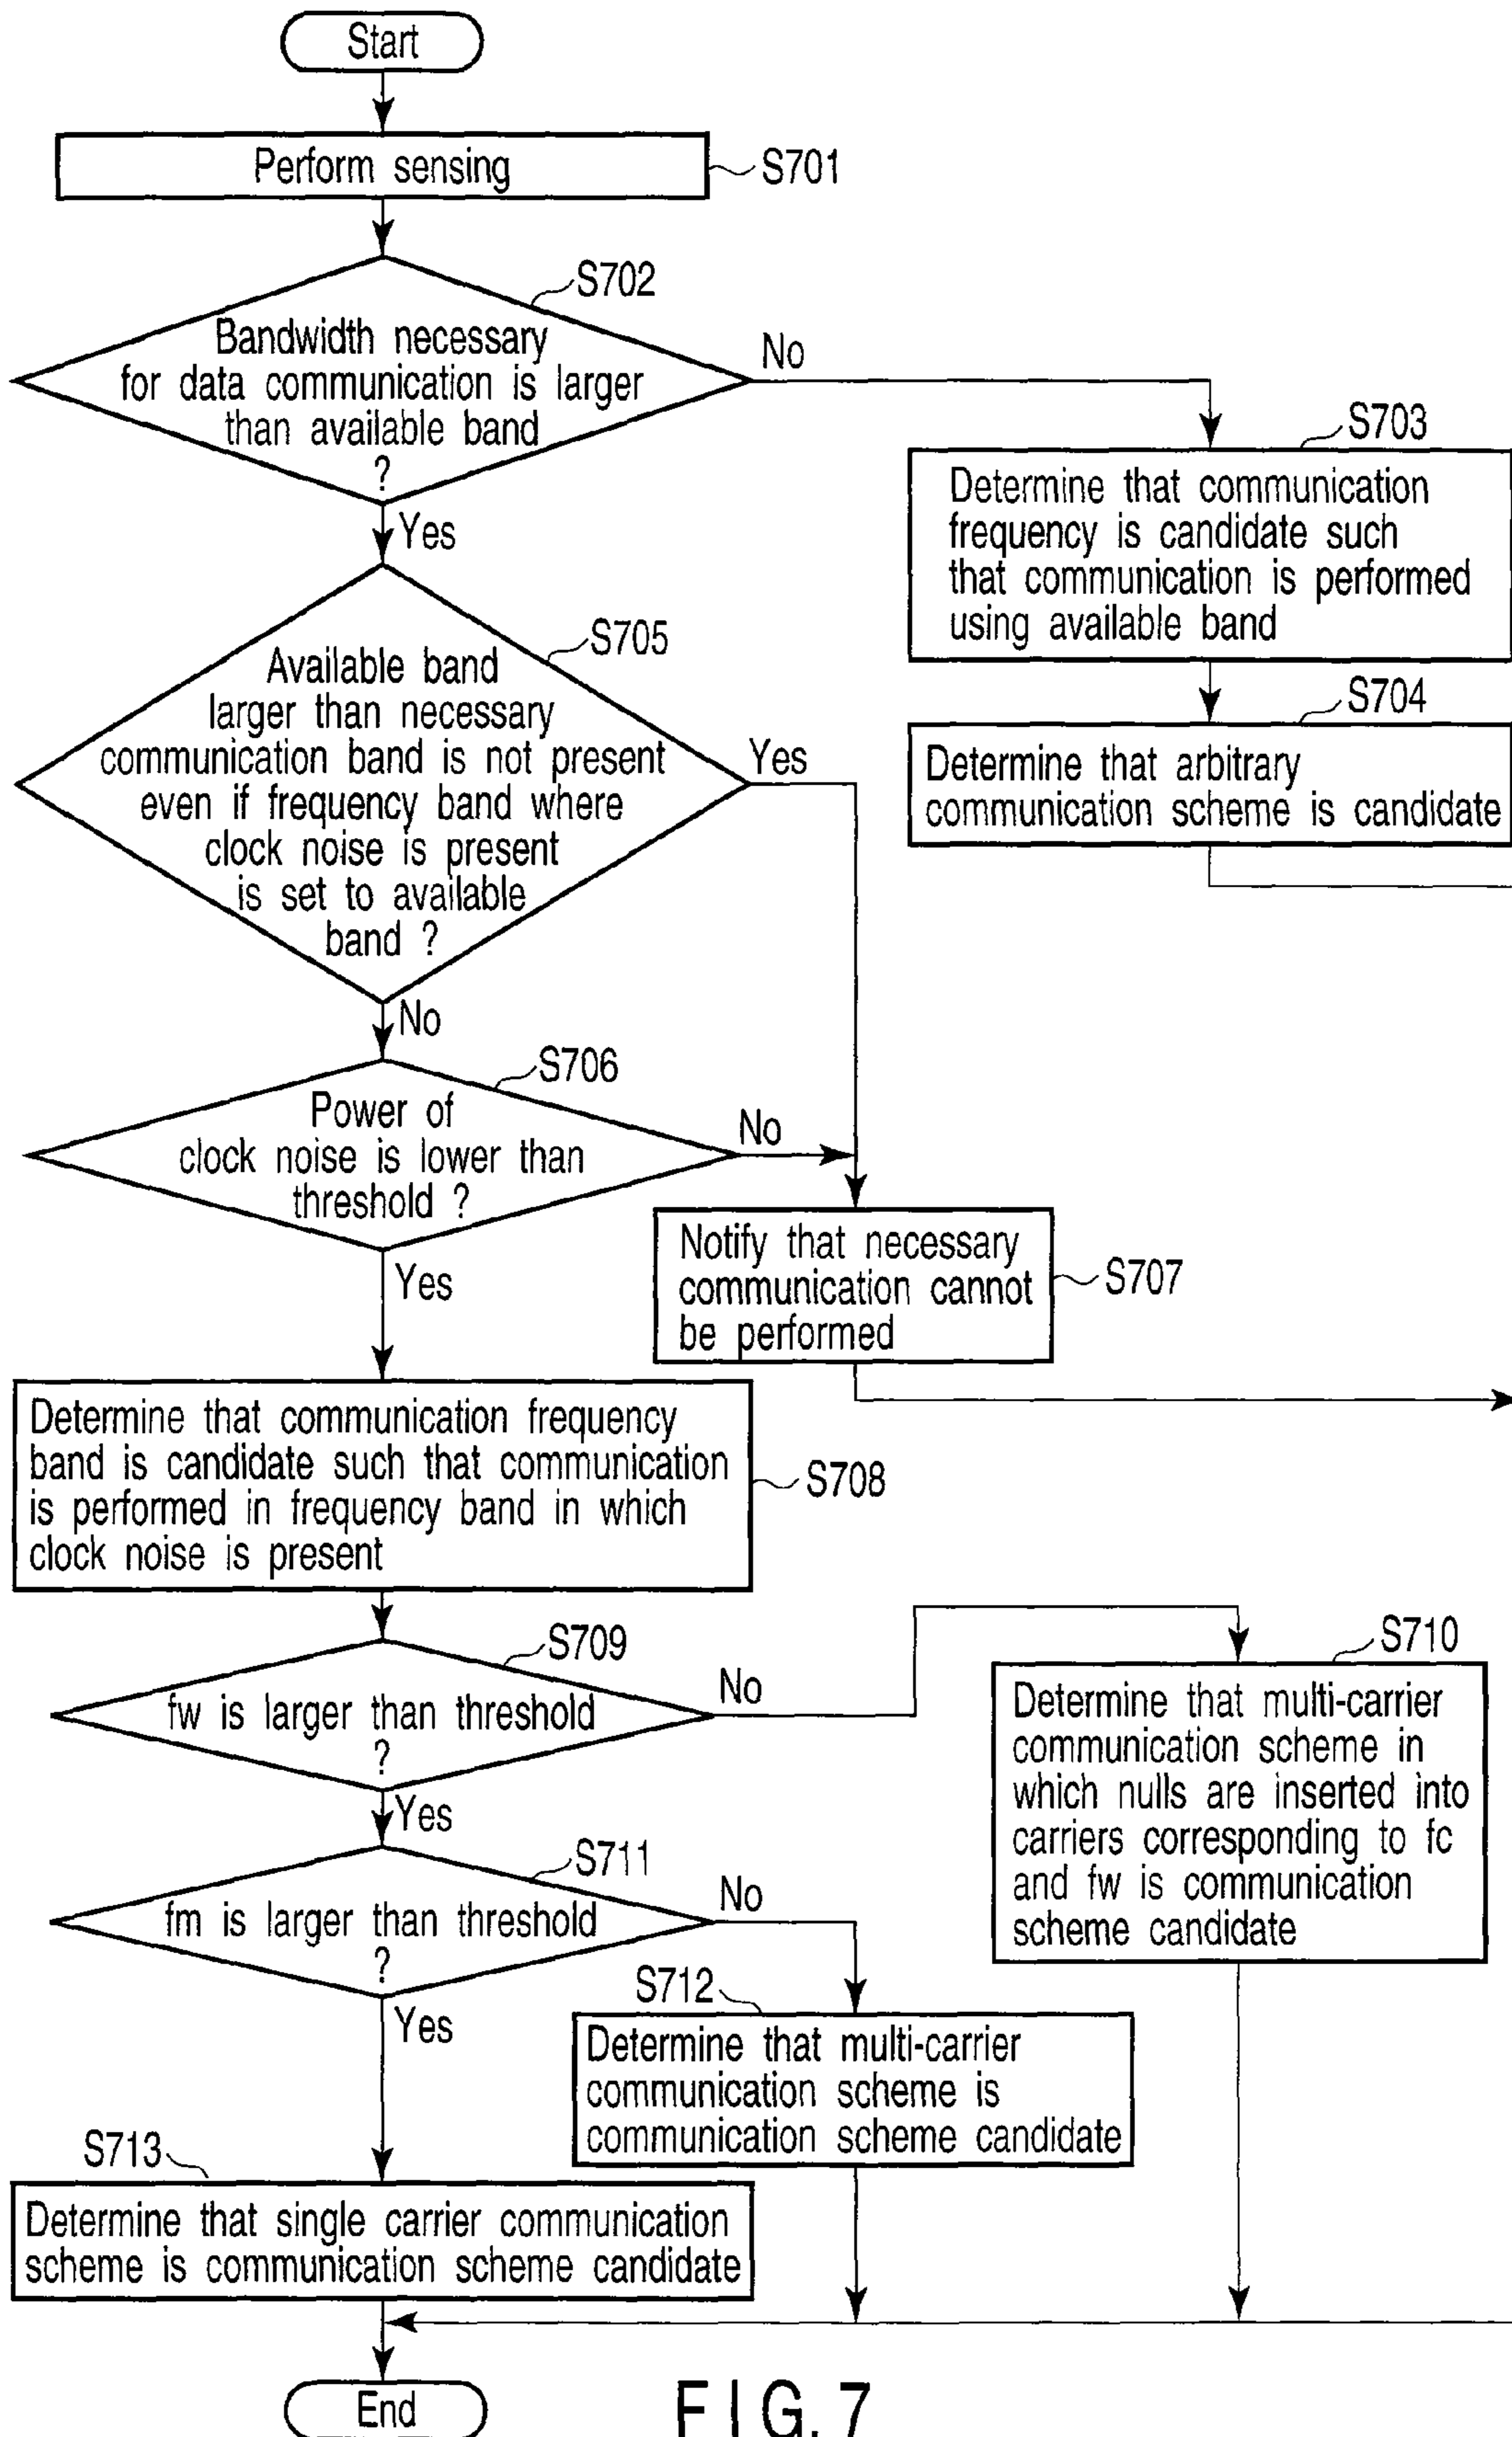 Start
Perform sensing
S701
S702
Bandwidth necessary
for data communication is larger
than available band
?
No
Yes
S703
Determine that communication
frequency is candidate such
that communication is performed
using available band
S704
Determine that arbitrary
communication scheme is candidate
S705
Available band
larger than necessary
communication band is not present
even if frequency band where
clock noise is present
is set to available
band ?
Yes
No
S706
Power of
clock noise is lower than
threshold ?
No
Yes
Notify that necessary
communication cannot
be performed
S707
Determine that communication frequency
band is candidate such that communication
is performed in frequency band in which
clock noise is present
S708
S709
fw is larger than threshold
?
No
Yes
S710
Determine that multi-carrier
communication scheme in
which nulls are inserted into
carriers corresponding to fc
and fw is communication
scheme candidate
S711
fm is larger than threshold
?
No
Yes
S712
Determine that multi-carrier
communication scheme is
communication scheme candidate
S713
Determine that single carrier communication
scheme is communication scheme candidate
End
FIG. 7